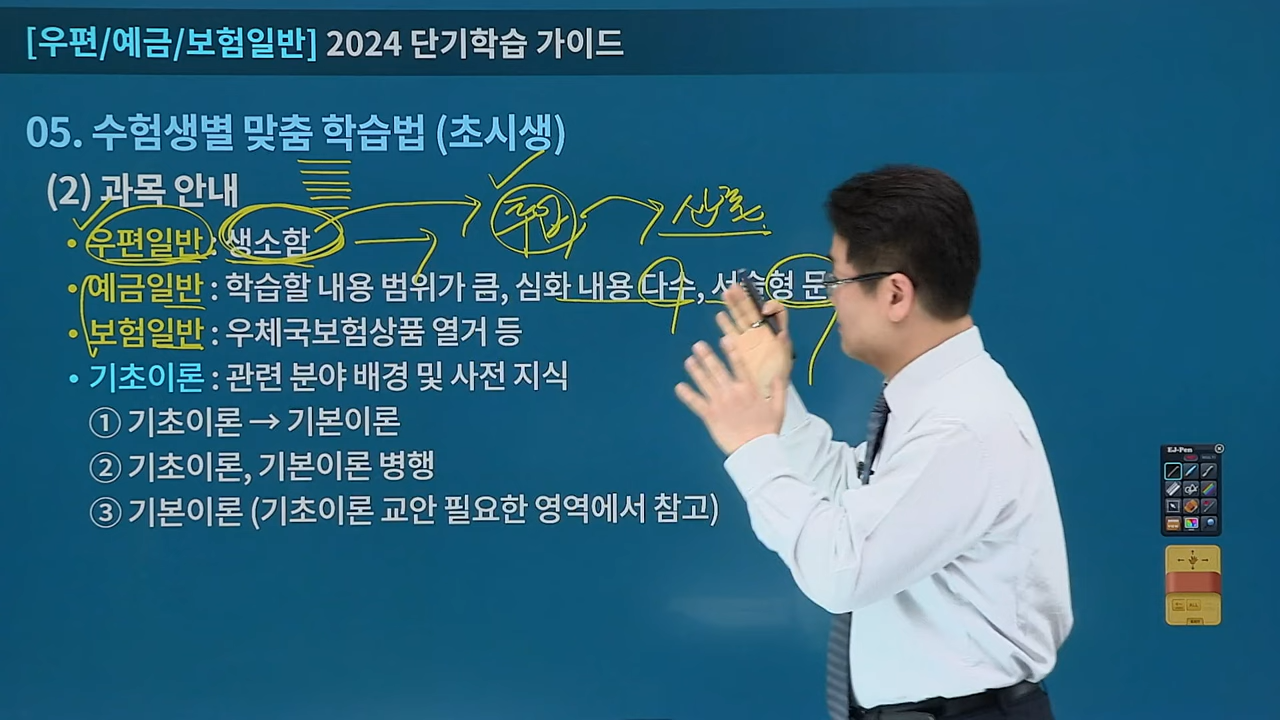 [우편/예금/보험일반] 2024 단기학습 가이드
05. 수험생별 맞춤 학습법 (초시생)
(2) 과목 안내
• 우편일반 : 생소함
• 예금일반 : 학습할 내용 범위가 큼, 심화 내용 다수, 서술형 문
• 보험일반 : 우체국보험상품 열거 등
• 기초이론 : 관련 분야 배경 및 사전 지식
① 기초이론 → 기본이론
② 기초이론, 기본이론 병행
③ 기본이론 (기초이론 교안 필요한 영역에서 참고)
EJ-Pen